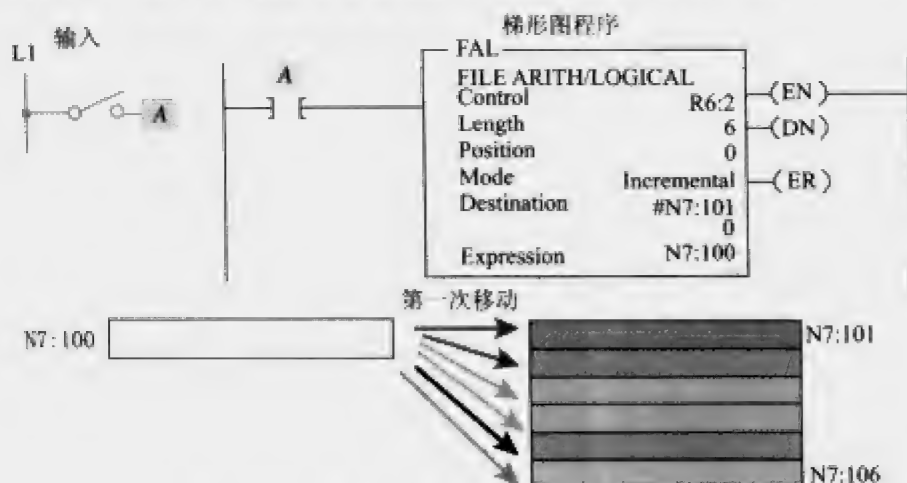 梯形图程序
L1 输入
A
A
FAL
FILE ARITH/LOGICAL
Control R6:2
Length 6
Position 0
Mode Incremental
Destination #N7:101
0
Expression N7:100
(EN)
(DN)
(ER)
第一次移动
N7:100
N7:101
N7:106